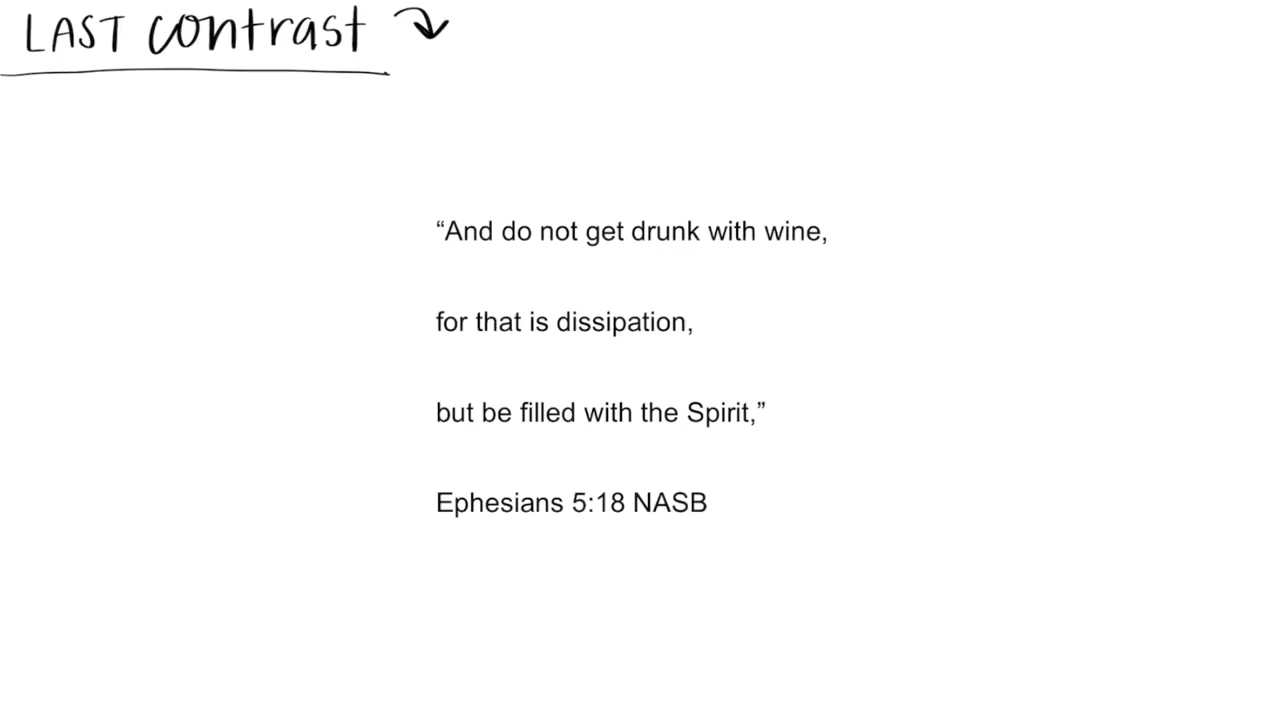 LAST contrast
“And do not get drunk with wine,
for that is dissipation,
but be filled with the Spirit,”
Ephesians 5:18 NASB